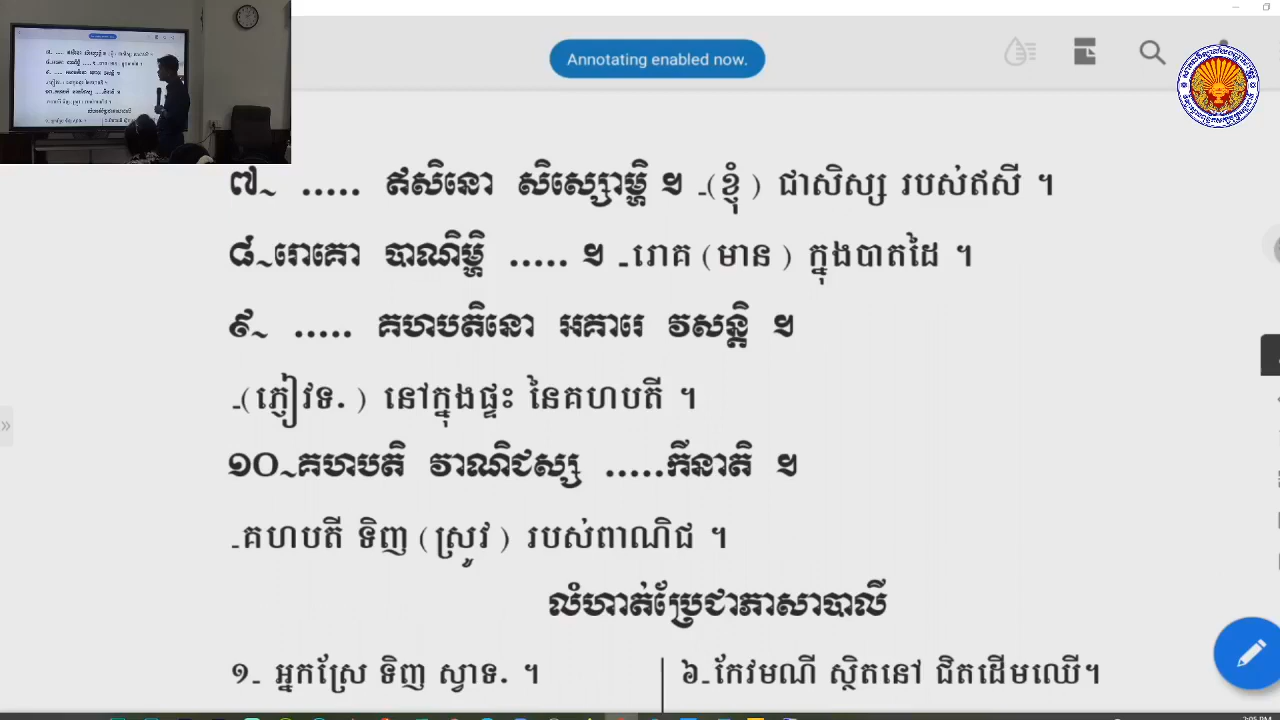 Annotating enabled now.
៧~ ..... ឥសិនោ សិស្សោម្ហិ ៕ -(ខ្ញុំ) ជាសិស្ស របស់ឥសី ។
៨~រោគោ បាណិម្ហិ ..... ៕ -រោគ (មាន) ក្នុងបាតដៃ ។
៩~ ..... គហបតិនោ អគារេ វសន្តិ ៕
-(ភ្ញៀវទ.) នៅក្នុងផ្ទះ នៃគហបតី ។
១០~គហបតិ វាណិជស្ស .....កីនាតិ ៕
-គហបតី ទិញ (ស្រូវ) របស់ពាណិជ ។
លំហាត់ប្រែជាភាសាបាលី
១- អ្នកស្រែ ទិញ ស្វាទ. ។
៦-កែវមណី ស្ថិតនៅ ជិតដើមឈើ។